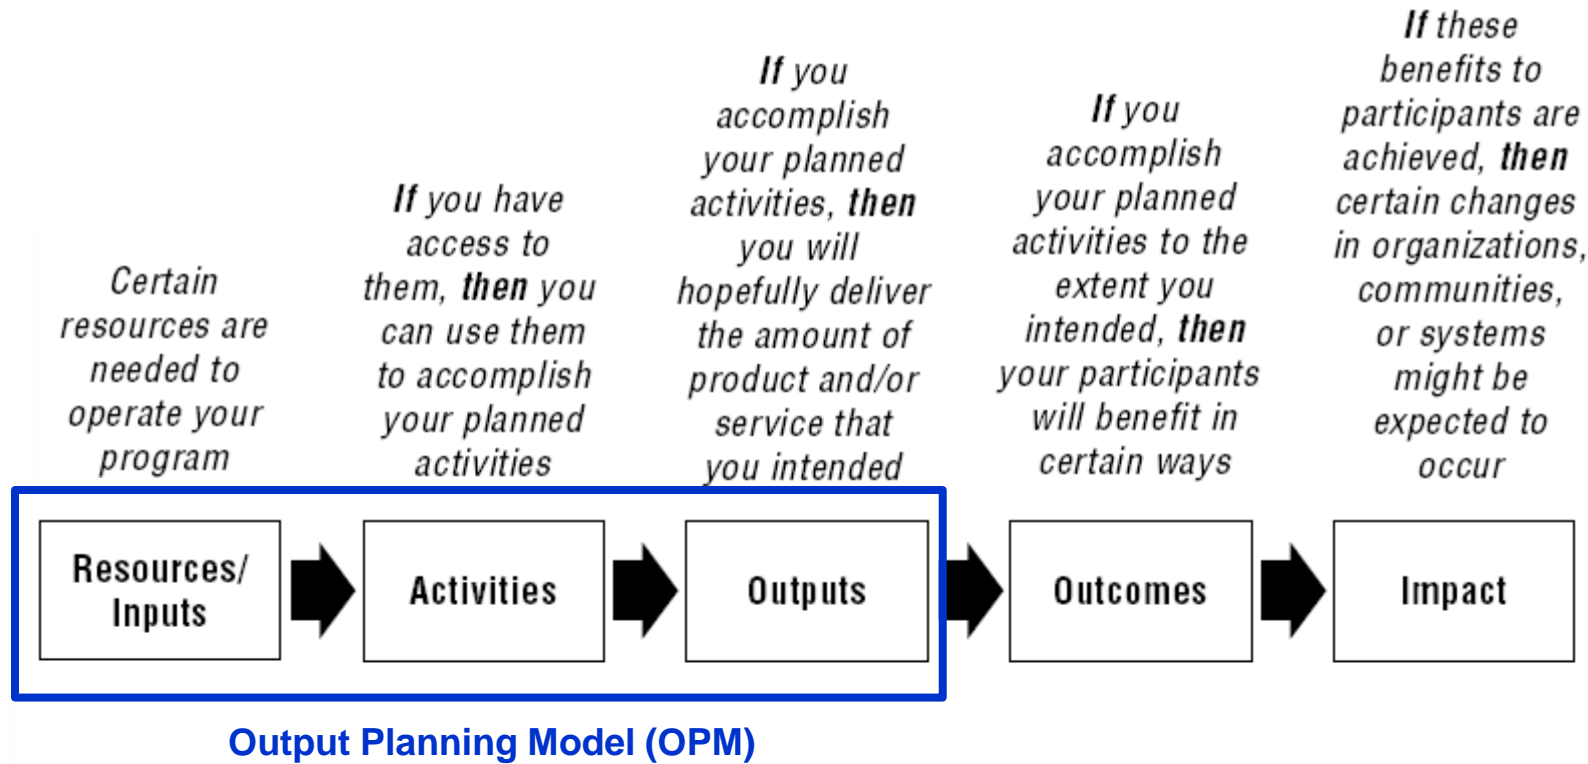 Certain
resources are
needed to
operate your
program
If you have
access to
them, then you
can use them
to accomplish
your planned
activities
If you
accomplish
your planned
activities, then
you will
hopefully deliver
the amount of
product and/or
service that
you intended
If you
accomplish
your planned
activities to the
extent you
intended, then
your participants
will benefit in
certain ways
If these
benefits to
participants are
achieved, then
certain changes
in organizations,
communities,
or systems
might be
expected to
occur
Resources/
Inputs
Activities
Outputs
Outcomes
Impact
Output Planning Model (OPM)